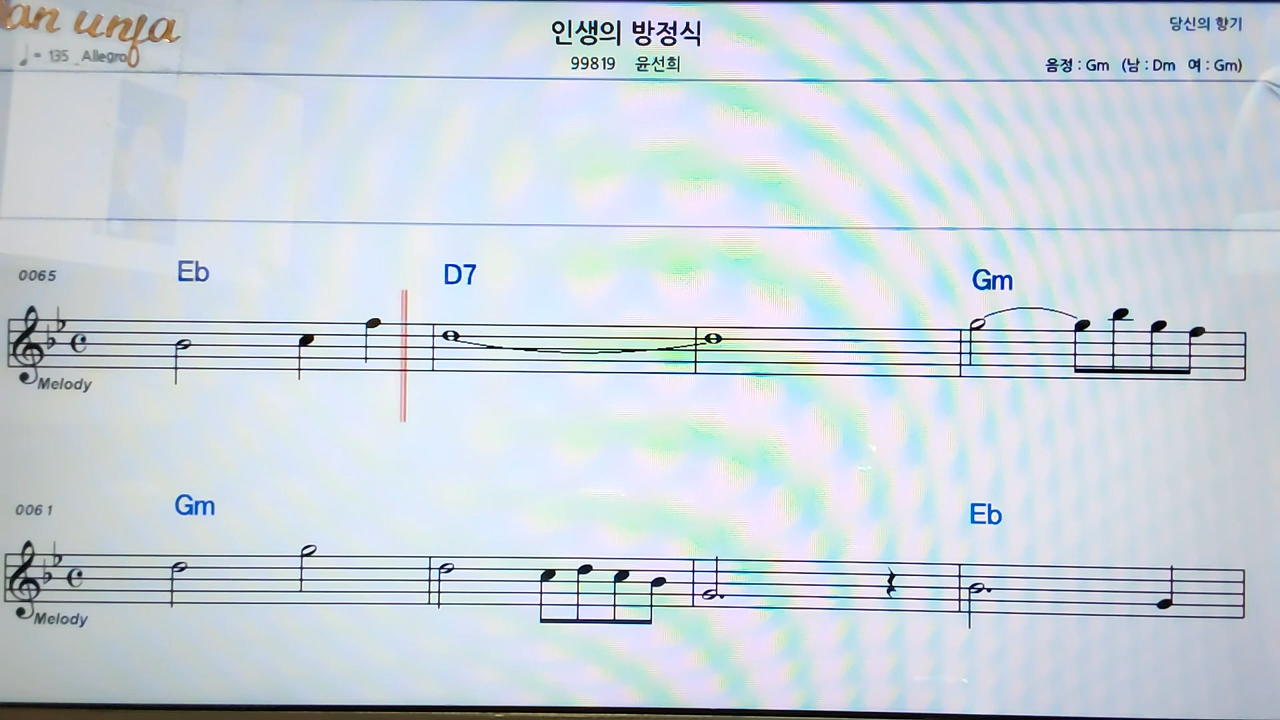 인생의 방정식
당신의 향기
= 135 Allegro
99819 윤선희
음정 : Gm (남 : Dm 여 : Gm)
0065
Eb
D7
Gm
Melody
0061
Gm
Eb
Melody